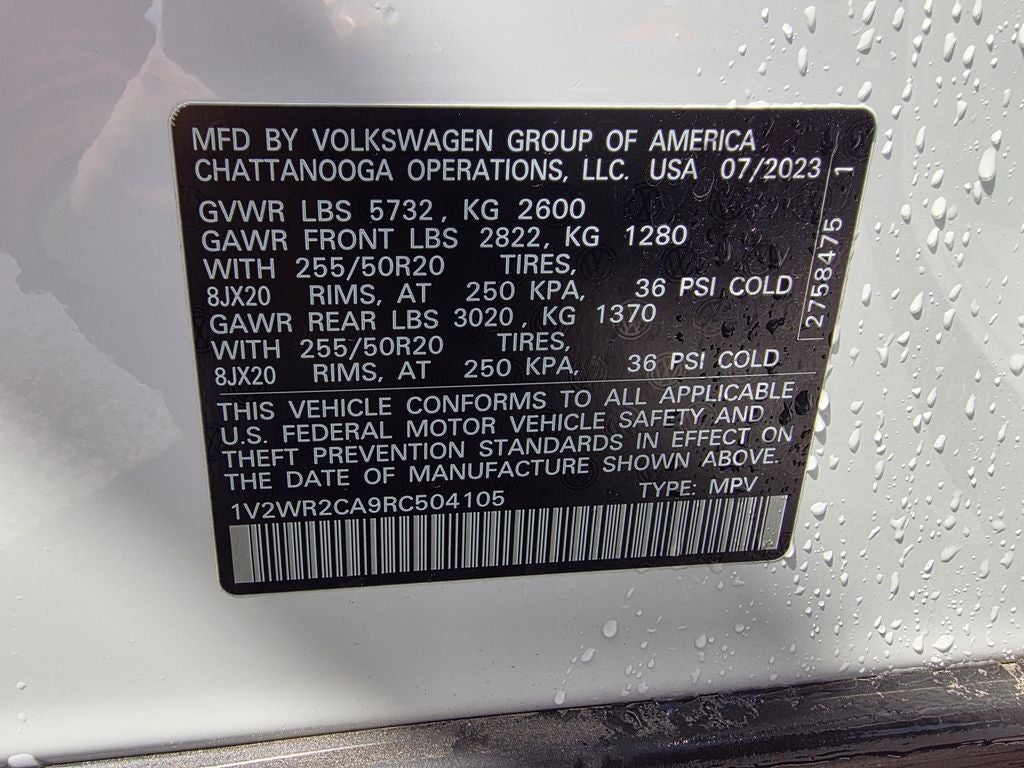 MFD BY VOLKSWAGEN GROUP OF AMERICA
CHATTANOOGA OPERATIONS, LLC. USA 07/2023
GVWR LBS 5732, KG 2600
GAWR FRONT LBS 2822, KG 1280
WITH 255/50R20 TIRES,
8JX20 RIMS, AT 250 KPA, 36 PSI COLD
GAWR REAR LBS 3020, KG 1370
WITH 255/50R20 TIRES,
8JX20 RIMS, AT 250 KPA, 36 PSI COLD
THIS VEHICLE CONFORMS TO ALL APPLICABLE
U.S. FEDERAL MOTOR VEHICLE SAFETY AND
THEFT PREVENTION STANDARDS IN EFFECT ON
THE DATE OF MANUFACTURE SHOWN ABOVE.
1V2WR2CA9RC504105 TYPE: MPV
2758475 1